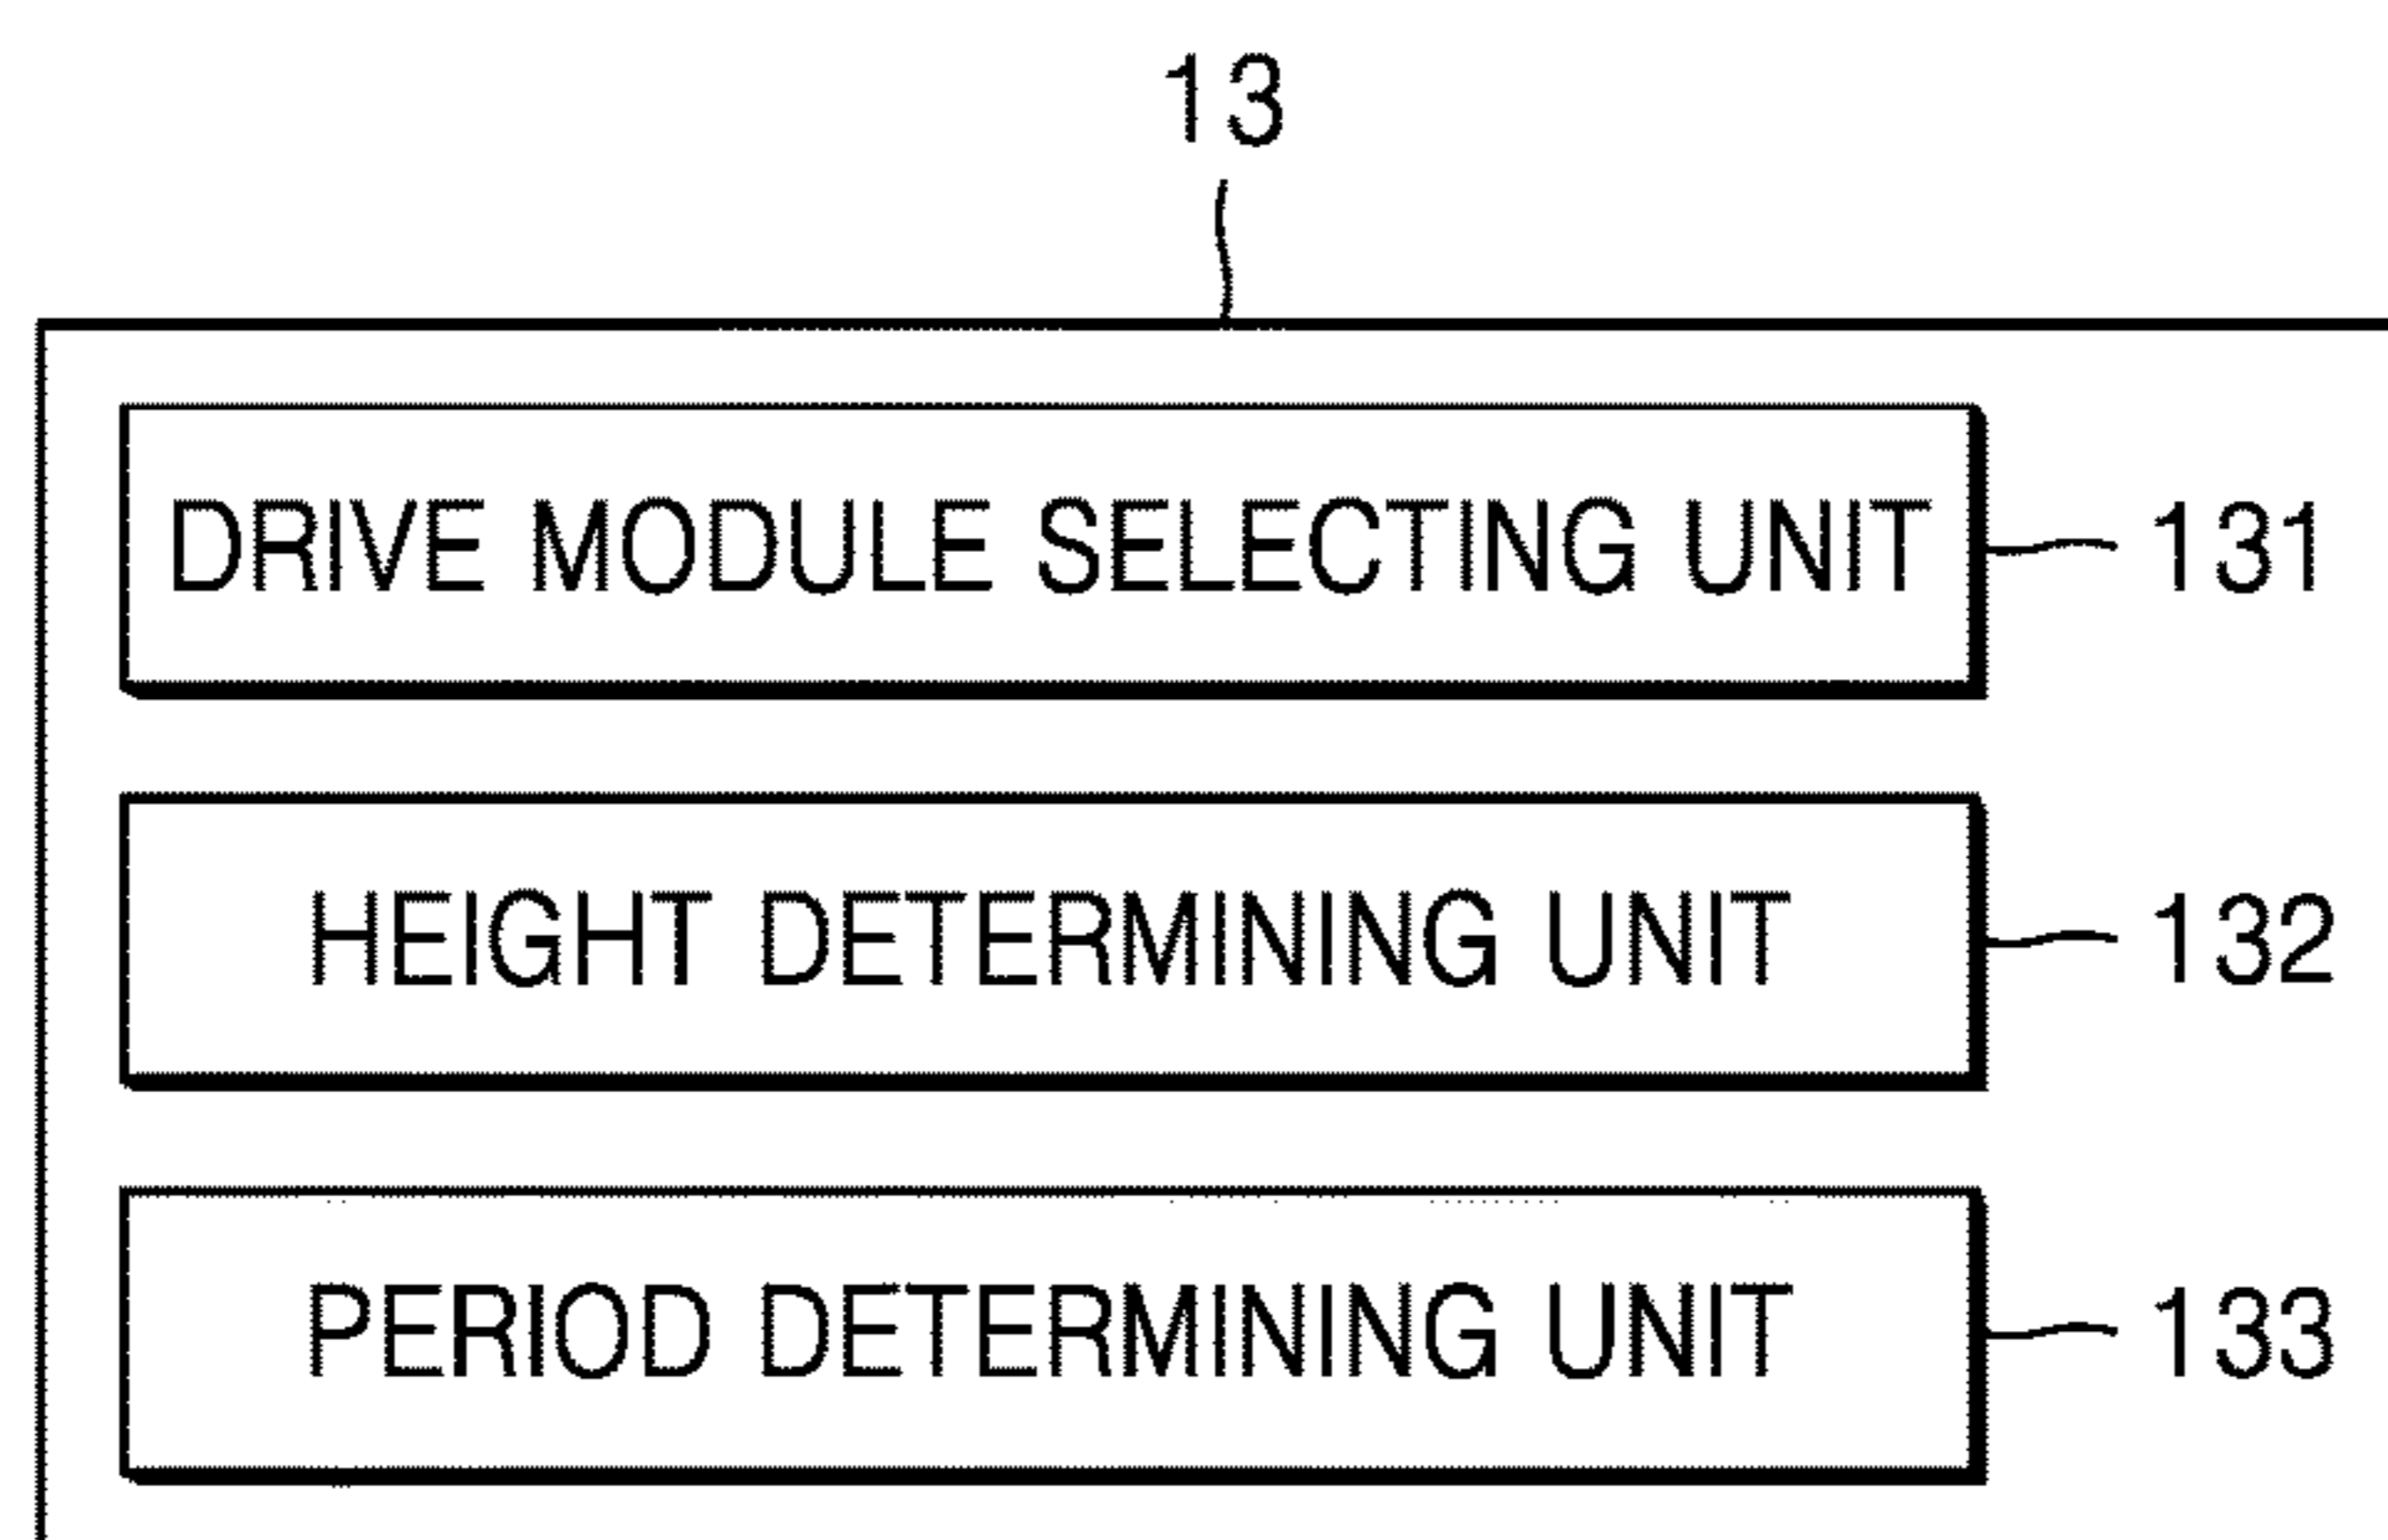 13
DRIVE MODULE SELECTING UNIT 131
HEIGHT DETERMINING UNIT 132
PERIOD DETERMINING UNIT 133